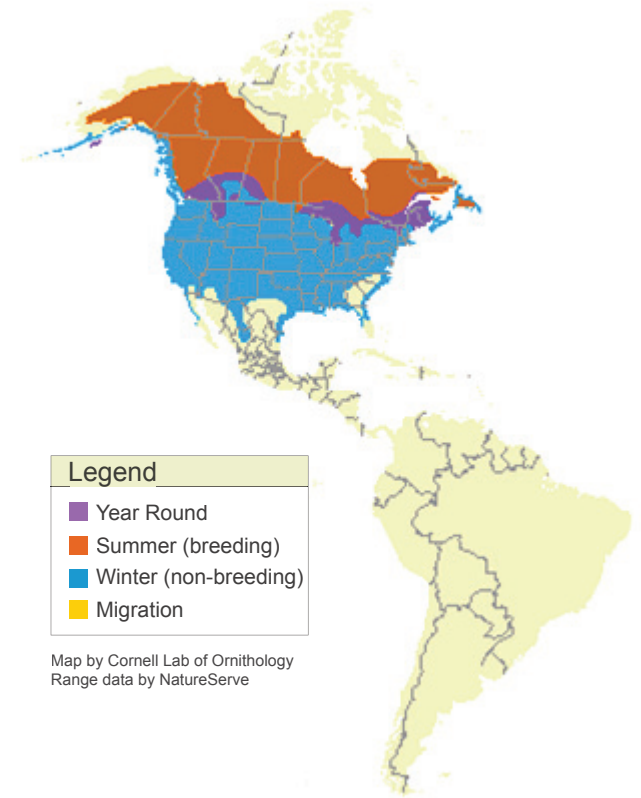 Legend
Year Round
Summer (breeding)
Winter (non-breeding)
Migration
Map by Cornell Lab of Ornithology
Range data by NatureServe